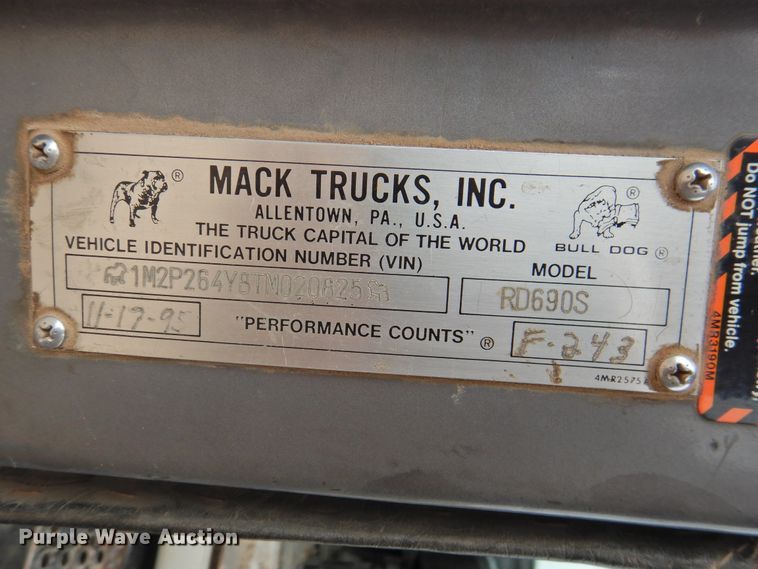 MACK TRUCKS, INC.
ALLENTOWN, PA., U.S.A.
THE TRUCK CAPITAL OF THE WORLD
BULL DOG ®
VEHICLE IDENTIFICATION NUMBER (VIN)
MODEL
1M2P264Y8TM020825
RD690S
11-17-95
"PERFORMANCE COUNTS" ®
F-243
4MR2575
®
®
Do NOT jump from vehicle.
4MR3190M
Purple Wave Auction